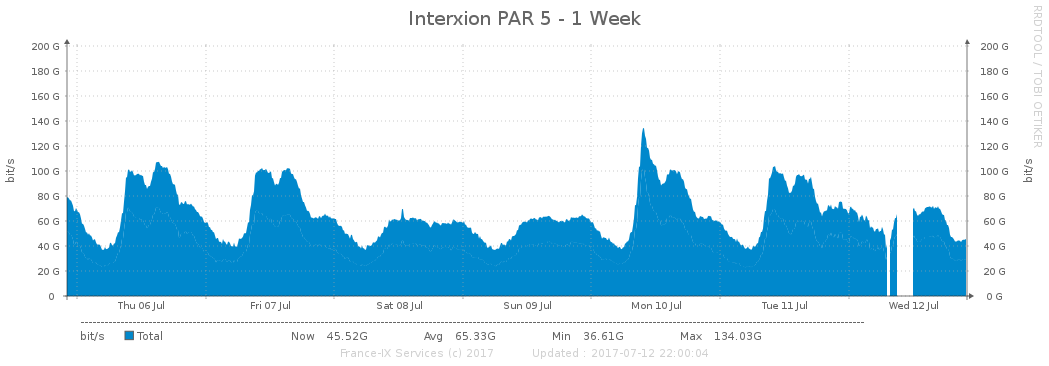 Interxion PAR 5 - 1 Week
RRDTOOL / TOBI OETIKER
bit/s
200 G 200 G
180 G 180 G
160 G 160 G
140 G 140 G
120 G 120 G
100 G 100 G
80 G 80 G
60 G 60 G
40 G 40 G
20 G 20 G
0 0 G
bit/s
Thu 06 Jul Fri 07 Jul Sat 08 Jul Sun 09 Jul Mon 10 Jul Tue 11 Jul Wed 12 Jul
bit/s Total Now 45.52G Avg 65.33G Min 36.61G Max 134.03G
France-IX Services (c) 2017 Updated : 2017-07-12 22:00:04